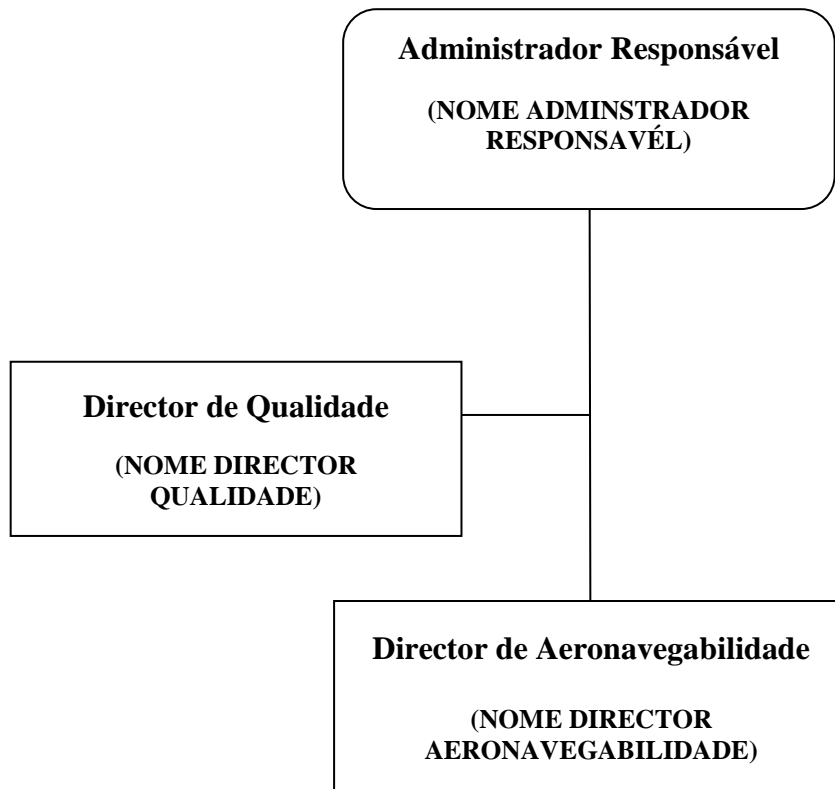 Administrador Responsável
(NOME ADMINSTRADOR
RESPONSAVÉL)
Director de Qualidade
(NOME DIRECTOR
QUALIDADE)
Director de Aeronavegabilidade
(NOME DIRECTOR
AERONAVEGABILIDADE)